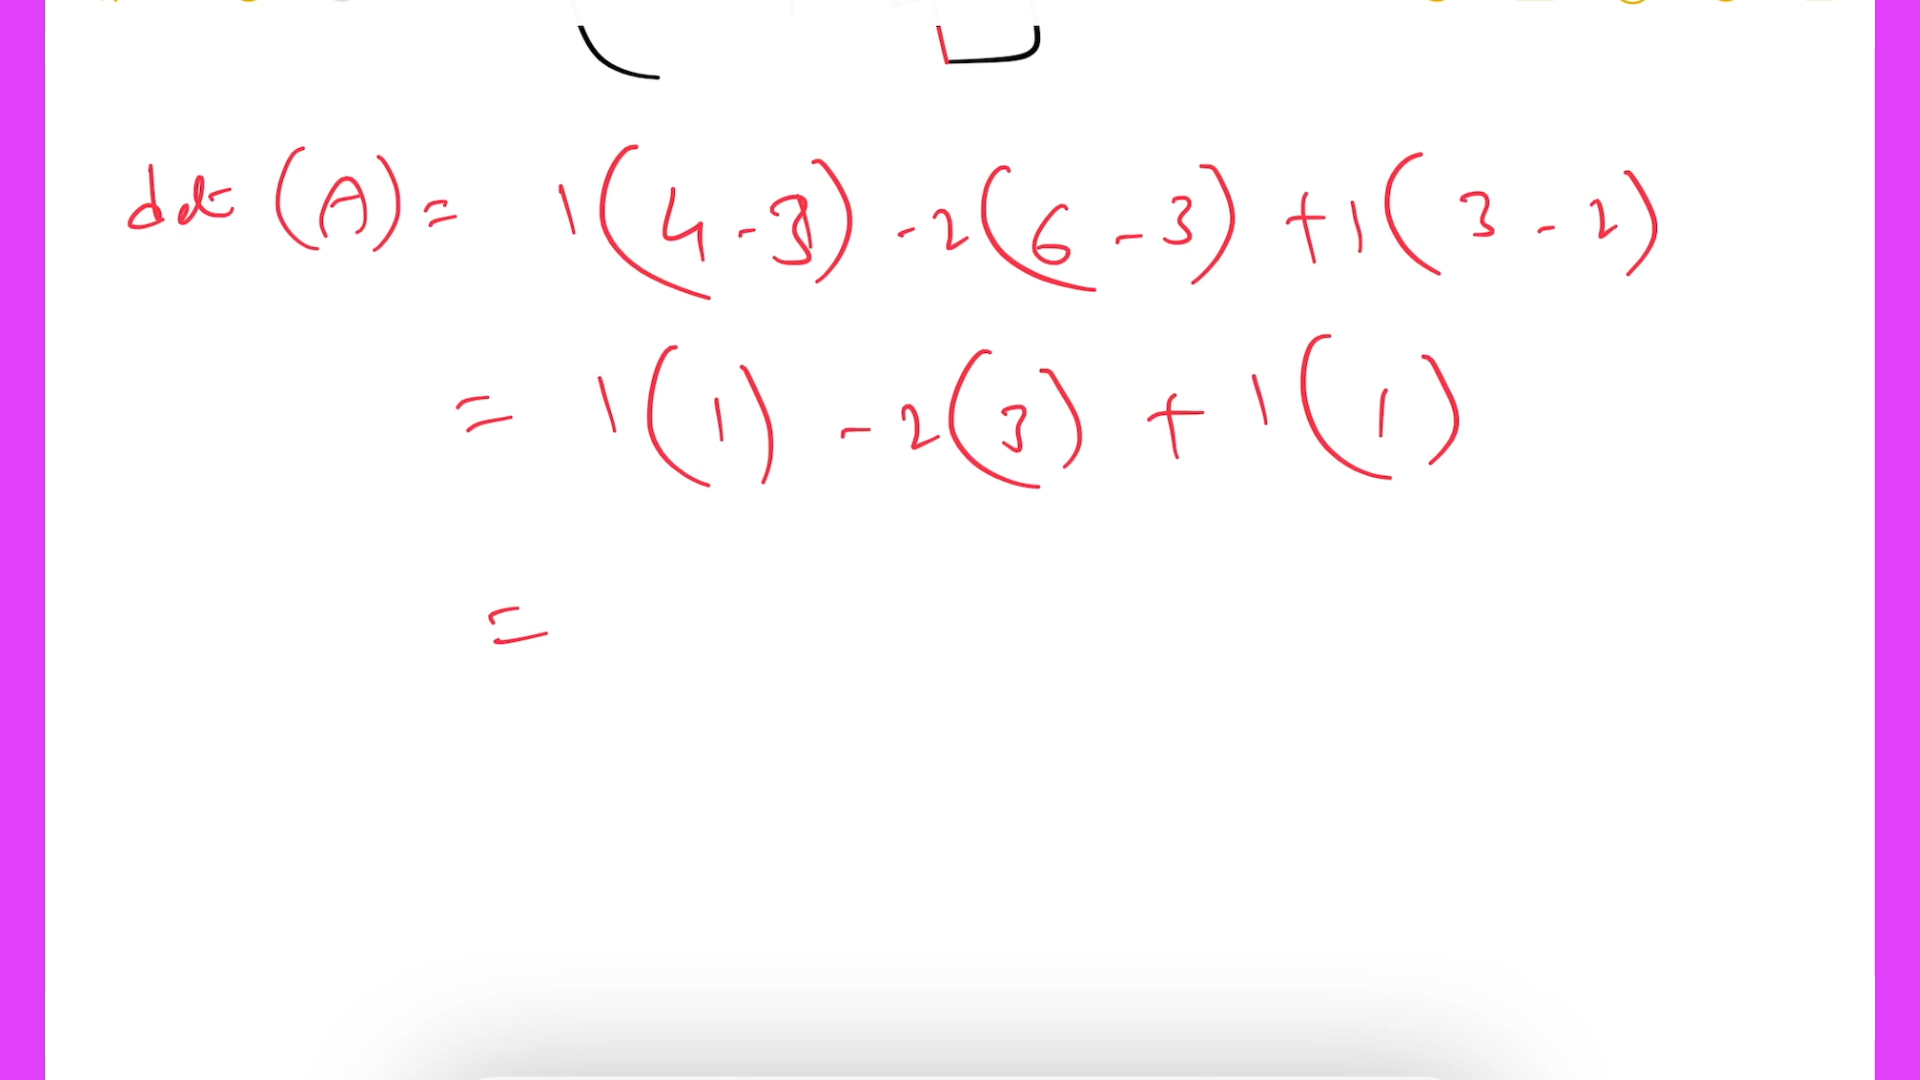 det (A) = 1(4-3) -2(6-3) +1(3-2)
= 1(1) -2(3) + 1(1)
=